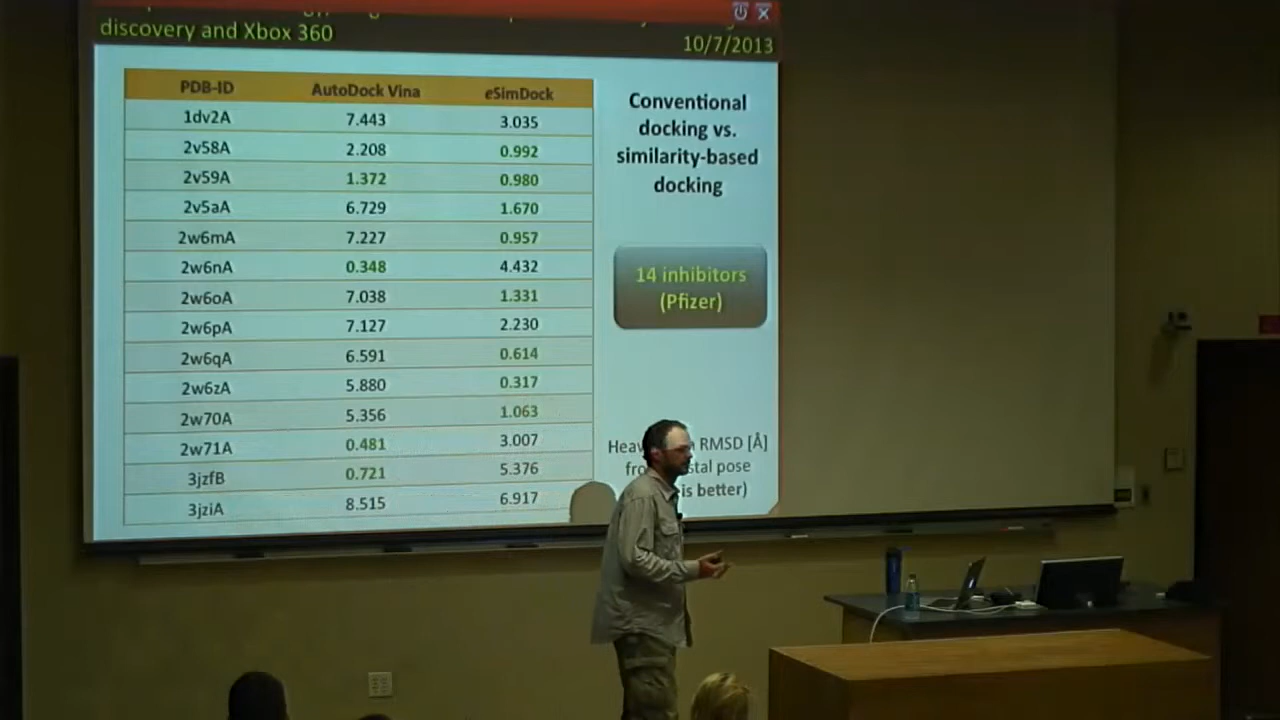 discovery and Xbox 360
10/7/2013
PDB-ID AutoDock Vina eSimDock
1dv2A 7.443 3.035
2v58A 2.208 0.992
2v59A 1.372 0.980
2v5aA 6.729 1.670
2w6mA 7.227 0.957
2w6nA 0.348 4.432
2w6oA 7.038 1.331
2w6pA 7.127 2.230
2w6qA 6.591 0.614
2w6zA 5.880 0.317
2w70A 5.356 1.063
2w71A 0.481 3.007
3jzfB 0.721 5.376
3jziA 8.515 6.917
Conventional
docking vs.
similarity-based
docking
14 inhibitors
(Pfizer)
RMSD [Å]
pose
is better)